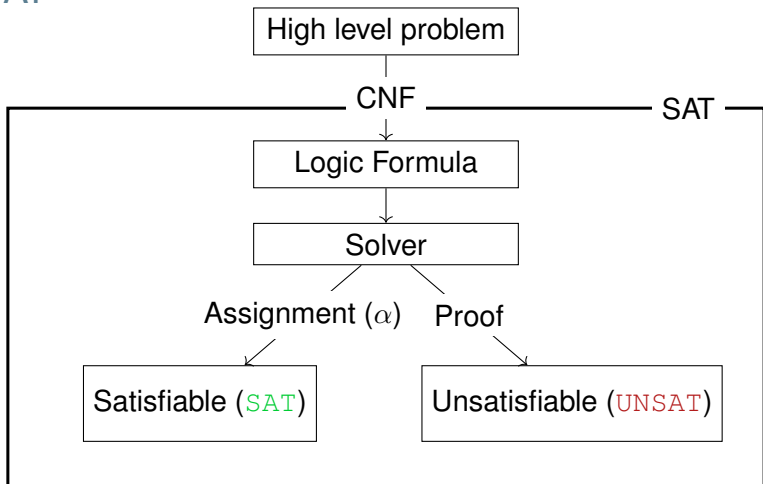 High level problem
CNF
SAT
Logic Formula
Solver
Assignment (α) Proof
Satisfiable (SAT) Unsatisfiable (UNSAT)